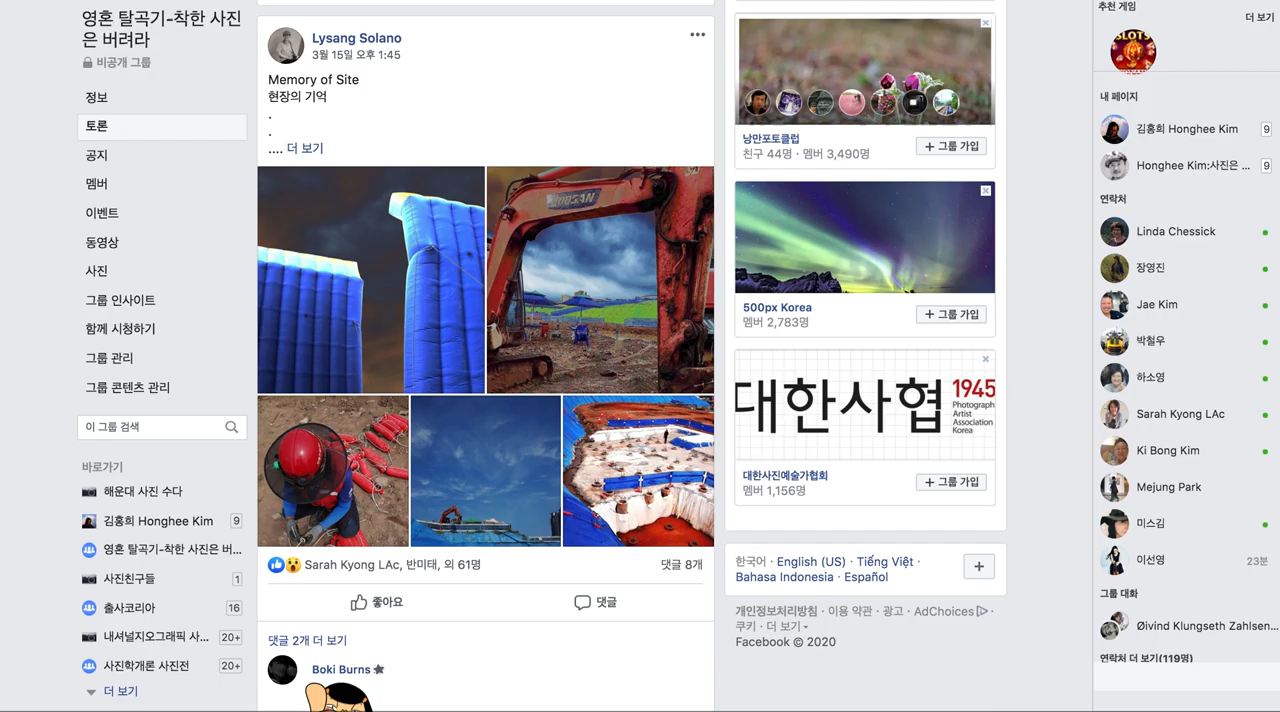 영혼 탈곡기-착한 사진
은 버려라
비공개 그룹
정보
토론
공지
멤버
이벤트
동영상
사진
그룹 인사이트
함께 시청하기
그룹 관리
그룹 콘텐츠 관리
이 그룹 검색
바로가기
해운대 사진 수다
김홍희 Honghee Kim 9
영혼 탈곡기-착한 사진은 버...
사진친구들 1
출사코리아 16
내셔널지오그래픽 사... 20+
사진학개론 사진전 20+
더 보기
Lysang Solano
3월 15일 오후 1:45
Memory of Site
현장의 기억
.
.
.... 더 보기
Sarah Kyong LAc, 반미태, 외 61명 댓글 8개
좋아요 댓글
댓글 2개 더 보기
Boki Burns
낭만포토클럽
친구 44명 · 멤버 3,490명
+ 그룹 가입
500px Korea
멤버 2,783명
+ 그룹 가입
대한사협
1945
Photograph
Artist
Association
Korea
대한사진예술가협회
멤버 1,156명
+ 그룹 가입
한국어 · English (US) · Tiếng Việt ·
Bahasa Indonesia · Español
+
개인정보처리방침 · 이용 약관 · 광고 · AdChoices ·
쿠키 · 더 보기
Facebook © 2020
추천 게임
더 보기
SLOTS
내 페이지
김홍희 Honghee Kim 9
Honghee Kim:사진은 ... 9
연락처
Linda Chessick
장영진
Jae Kim
박철우
하소영
Sarah Kyong LAc
Ki Bong Kim
Mejung Park
미스김
이선영 23분
그룹 대화
Øivind Klungseth Zahlsen...
연락처 더 보기(119명)